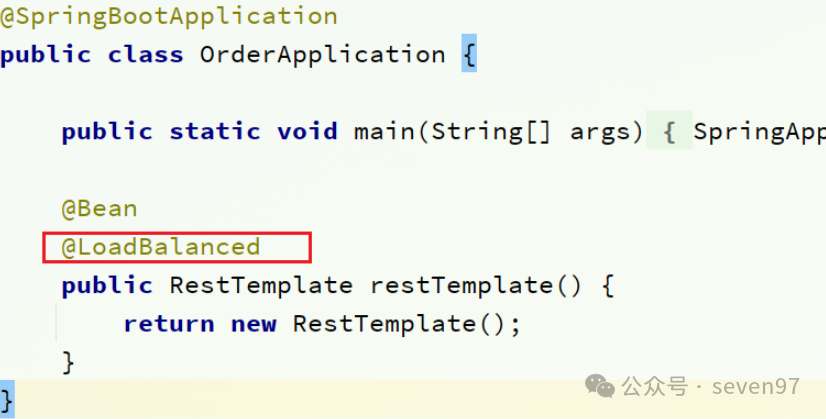 @SpringBootApplication
public class OrderApplication {
public static void main(String[] args) { SpringApp
@Bean
@LoadBalanced
public RestTemplate restTemplate() {
return new RestTemplate();
}
}
公众号 · seven97